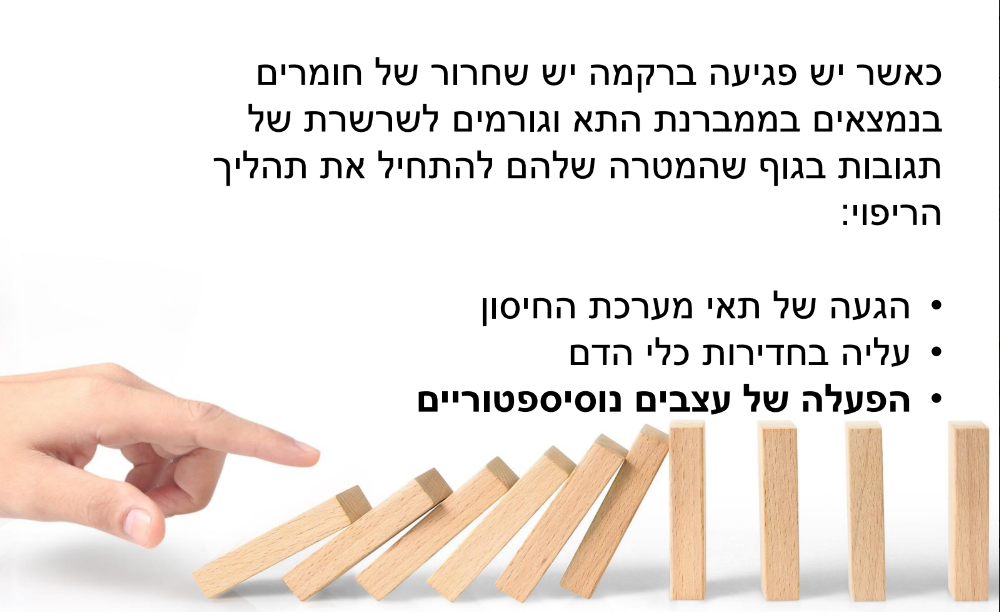 כאשר יש פגיעה ברקמה יש שחרור של חומרים
בנמצאים בממברנת התא וגורמים לשרשרת של
תגובות בגוף שהמטרה שלהם להתחיל את תהליך
הריפוי:
• הגעה של תאי מערכת החיסון
• עליה בחדירות כלי הדם
• הפעלה של עצבים נוסיספטוריים